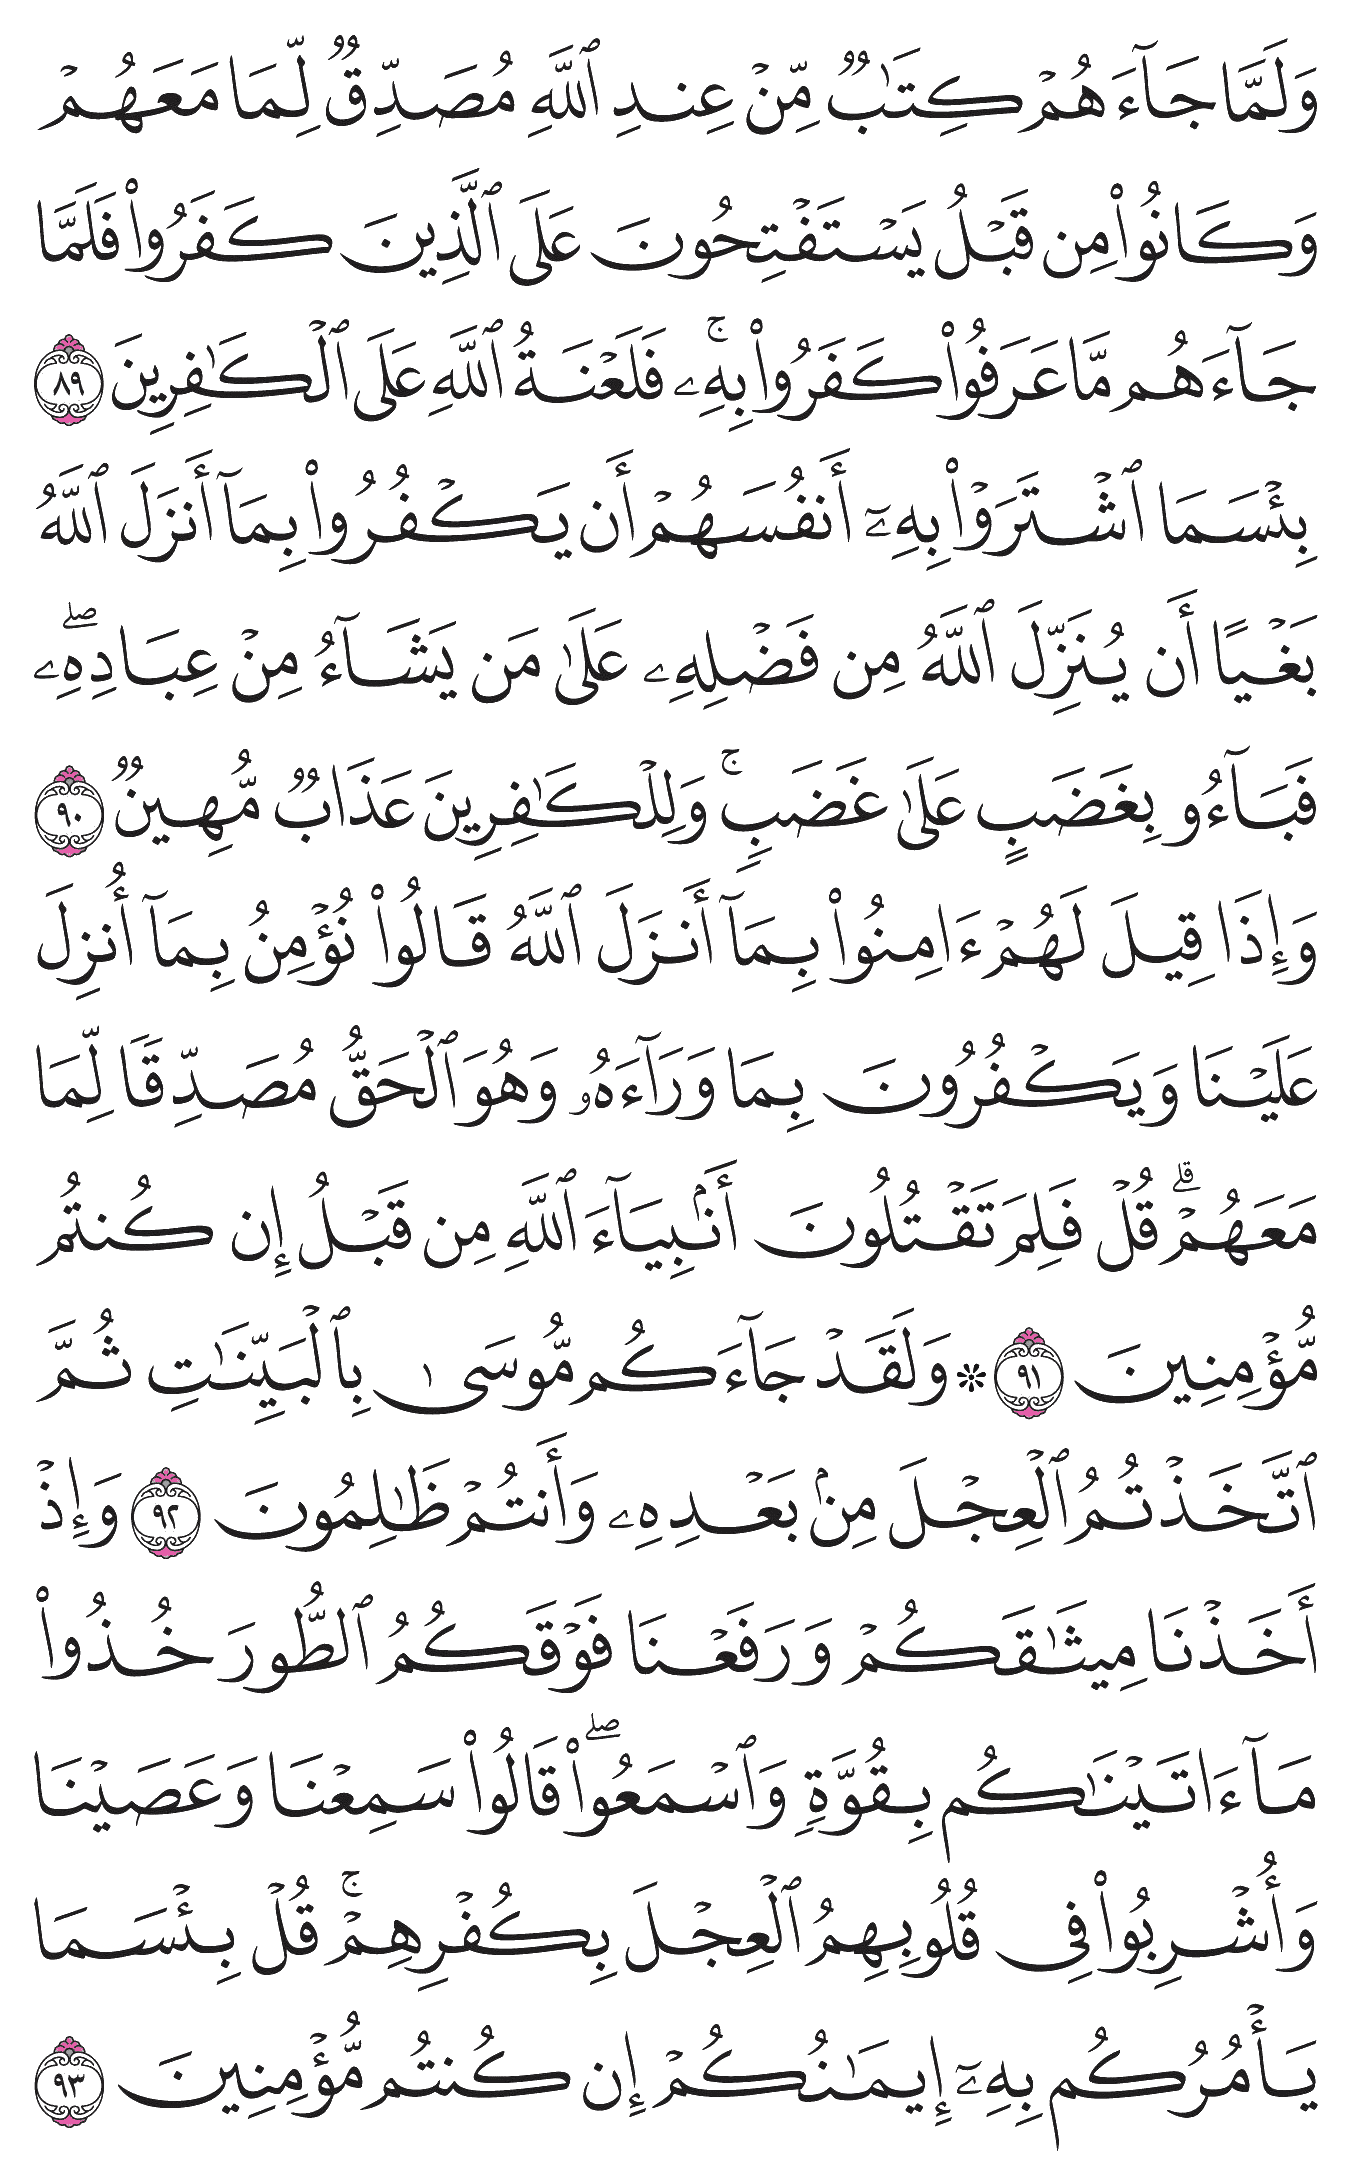 وَلَمَّا جَآءَهُمۡ كِتَٰبٞ مِّنۡ عِندِ ٱللَّهِ مُصَدِّقٞ لِّمَا مَعَهُمۡ
وَكَانُواْ مِن قَبۡلُ يَسۡتَفۡتِحُونَ عَلَى ٱلَّذِينَ كَفَرُواْ فَلَمَّا
جَآءَهُم مَّا عَرَفُواْ كَفَرُواْ بِهِۦۚ فَلَعۡنَةُ ٱللَّهِ عَلَى ٱلۡكَٰفِرِينَ ٨٩
بِئۡسَمَا ٱشۡتَرَوۡاْ بِهِۦٓ أَنفُسَهُمۡ أَن يَكۡفُرُواْ بِمَآ أَنزَلَ ٱللَّهُ
بَغۡيًا أَن يُنَزِّلَ ٱللَّهُ مِن فَضۡلِهِۦ عَلَىٰ مَن يَشَآءُ مِنۡ عِبَادِهِۦۖ
فَبَآءُو بِغَضَبٍ عَلَىٰ غَضَبٖۚ وَلِلۡكَٰفِرِينَ عَذَابٞ مُّهِينٞ ٩٠
وَإِذَا قِيلَ لَهُمۡ ءَامِنُواْ بِمَآ أَنزَلَ ٱللَّهُ قَالُواْ نُؤۡمِنُ بِمَآ أُنزِلَ
عَلَيۡنَا وَيَكۡفُرُونَ بِمَا وَرَآءَهُۥ وَهُوَ ٱلۡحَقُّ مُصَدِّقٗا لِّمَا
مَعَهُمۡۗ قُلۡ فَلِمَ تَقۡتُلُونَ أَنۢبِيَآءَ ٱللَّهِ مِن قَبۡلُ إِن كُنتُم
مُّؤۡمِنِينَ ٩١ ۞ وَلَقَدۡ جَآءَكُم مُّوسَىٰ بِٱلۡبَيِّنَٰتِ ثُمَّ
ٱتَّخَذۡتُمُ ٱلۡعِجۡلَ مِنۢ بَعۡدِهِۦ وَأَنتُمۡ ظَٰلِمُونَ ٩٢ وَإِذۡ
أَخَذۡنَا مِيثَٰقَكُمۡ وَرَفَعۡنَا فَوۡقَكُمُ ٱلطُّورَ خُذُواْ
مَآ ءَاتَيۡنَٰكُم بِقُوَّةٖ وَٱسۡمَعُواْۖ قَالُواْ سَمِعۡنَا وَعَصَيۡنَا
وَأُشۡرِبُواْ فِي قُلُوبِهِمُ ٱلۡعِجۡلَ بِكُفۡرِهِمۡۚ قُلۡ بِئۡسَمَا
يَأۡمُرُكُم بِهِۦٓ إِيمَٰنُكُمۡ إِن كُنتُم مُّؤۡمِنِينَ ٩٣